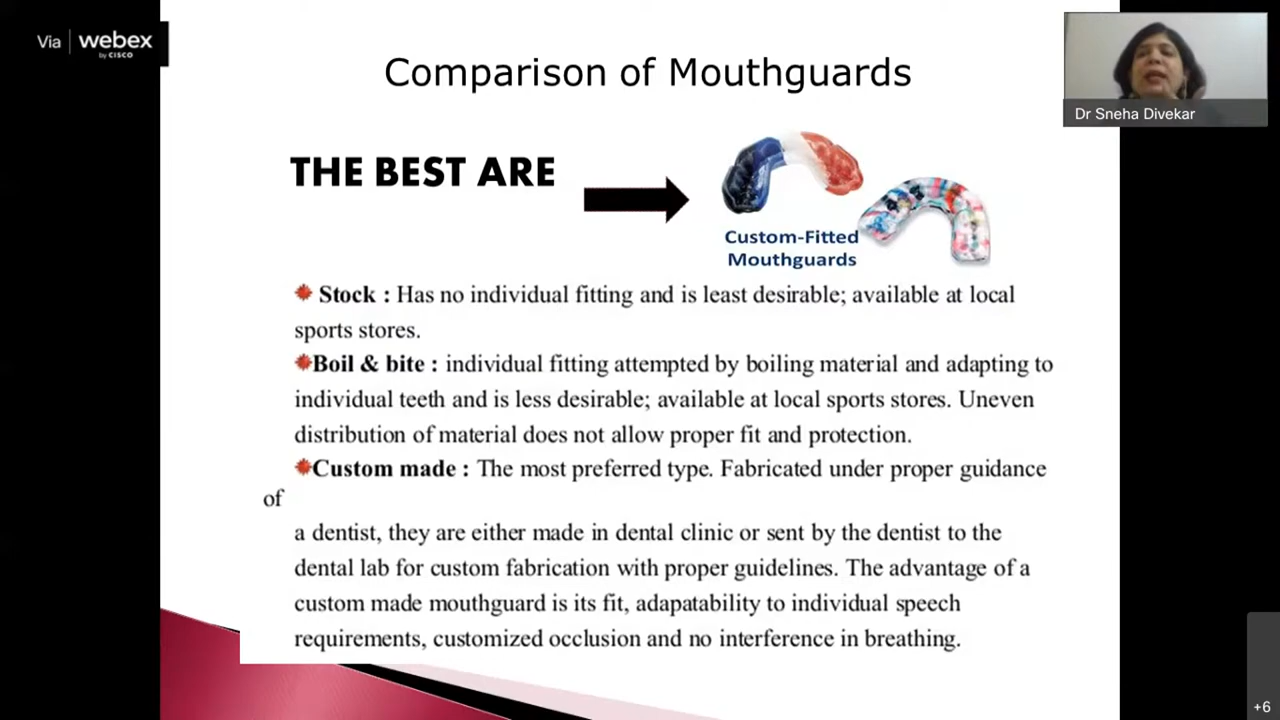 Via webex
by CISCO
Comparison of Mouthguards
Dr Sneha Divekar
THE BEST ARE
Custom-Fitted
Mouthguards
Stock : Has no individual fitting and is least desirable; available at local
sports stores.
Boil & bite : individual fitting attempted by boiling material and adapting to
individual teeth and is less desirable; available at local sports stores. Uneven
distribution of material does not allow proper fit and protection.
Custom made : The most preferred type. Fabricated under proper guidance
of
a dentist, they are either made in dental clinic or sent by the dentist to the
dental lab for custom fabrication with proper guidelines. The advantage of a
custom made mouthguard is its fit, adapatability to individual speech
requirements, customized occlusion and no interference in breathing.
+6